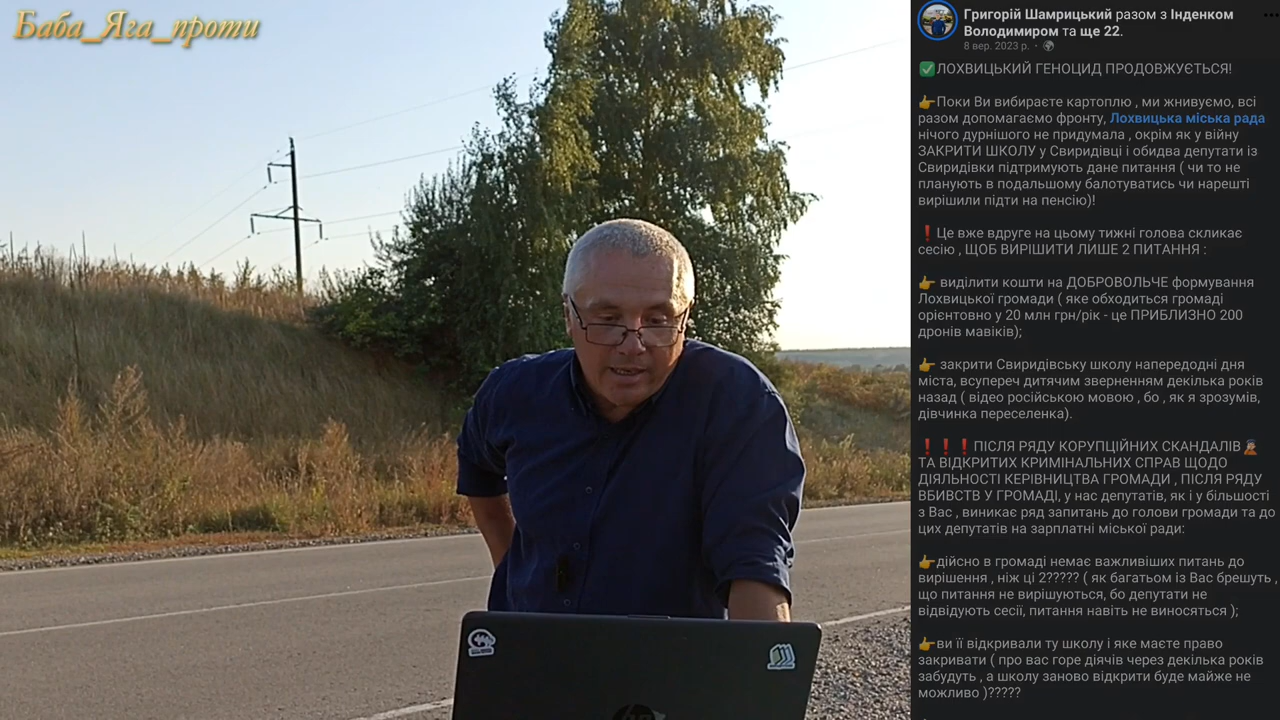 Баба_Яга_проти
Григорій Шамрицький разом з Інденком
Володимиром та ще 22.
8 вер. 2023 р.
ЛОХВИЦЬКИЙ ГЕНОЦИД ПРОДОВЖУЄТЬСЯ!
Поки Ви вибираєте картоплю , ми жнивуємо, всі
разом допомагаємо фронту, Лохвицька міська рада
нічого дурнішого не придумала , окрім як у війну
ЗАКРИТИ ШКОЛУ у Свиридівці і обидва депутати із
Свиридівки підтримують дане питання ( чи то не
планують в подальшому балотуватись чи нарешті
вирішили підти на пенсію)!
❗Це вже вдруге на цьому тижні голова скликає
сесію , ЩОБ ВИРІШИТИ ЛИШЕ 2 ПИТАННЯ :
виділити кошти на ДОБРОВОЛЬЧЕ формування
Лохвицької громади ( яке обходиться громаді
орієнтовно у 20 млн грн/рік - це ПРИБЛИЗНО 200
дронів мавіків);
закрити Свиридівську школу напередодні дня
міста, всупереч дитячим зверненням декілька років
назад ( відео російською мовою , бо , як я зрозумів,
дівчинка переселенка).
❗❗❗ПІСЛЯ РЯДУ КОРУПЦІЙНИХ СКАНДАЛІВ
ТА ВІДКРИТИХ КРИМІНАЛЬНИХ СПРАВ ЩОДО
ДІЯЛЬНОСТІ КЕРІВНИЦТВА ГРОМАДИ , ПІСЛЯ РЯДУ
ВБИВСТВ У ГРОМАДІ, у нас депутатів, як і у більшості
з Вас , виникає ряд запитань до голови громади та до
цих депутатів на зарплатні міської ради:
дійсно в громаді немає важливіших питань до
вирішення , ніж ці 2????? ( як багатьом із Вас брешуть ,
що питання не вирішуються, бо депутати не
відвідують сесії, питання навіть не виносяться );
ви її відкривали ту школу і яке маєте право
закривати ( про вас горе діячів через декілька років
забудуть , а школу заново відкрити буде майже не
можливо )?????